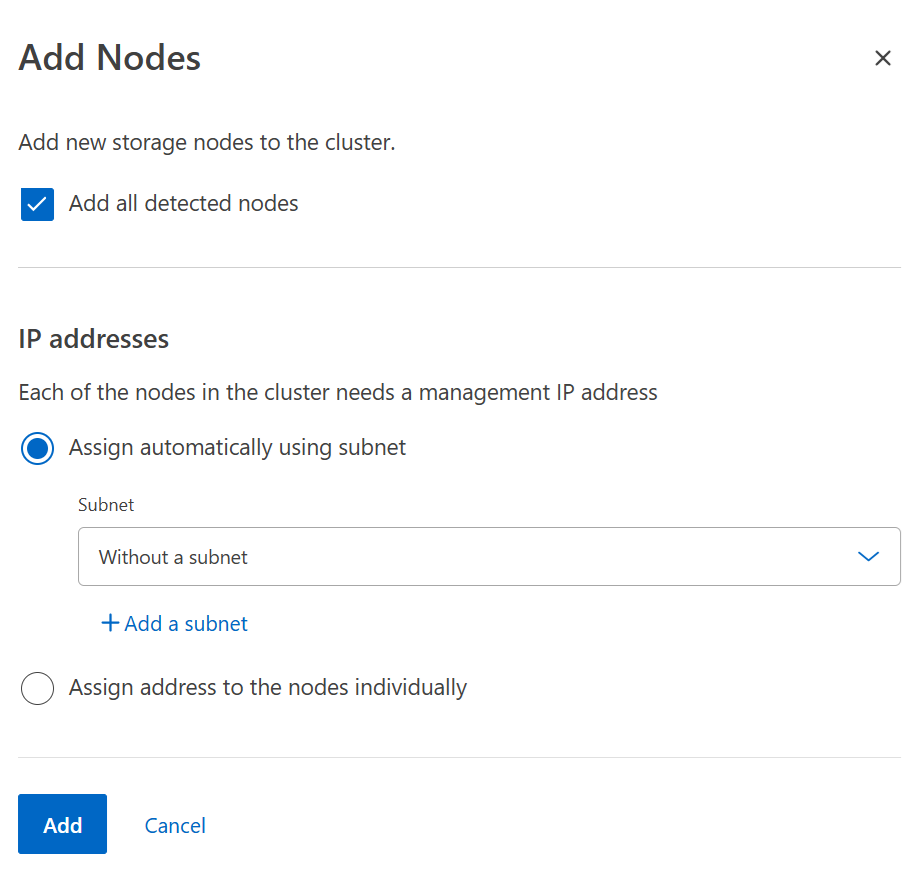 Add Nodes
Add new storage nodes to the cluster.
Add all detected nodes
IP addresses
Each of the nodes in the cluster needs a management IP address
Assign automatically using subnet
Subnet
Without a subnet
+ Add a subnet
Assign address to the nodes individually
Add
Cancel